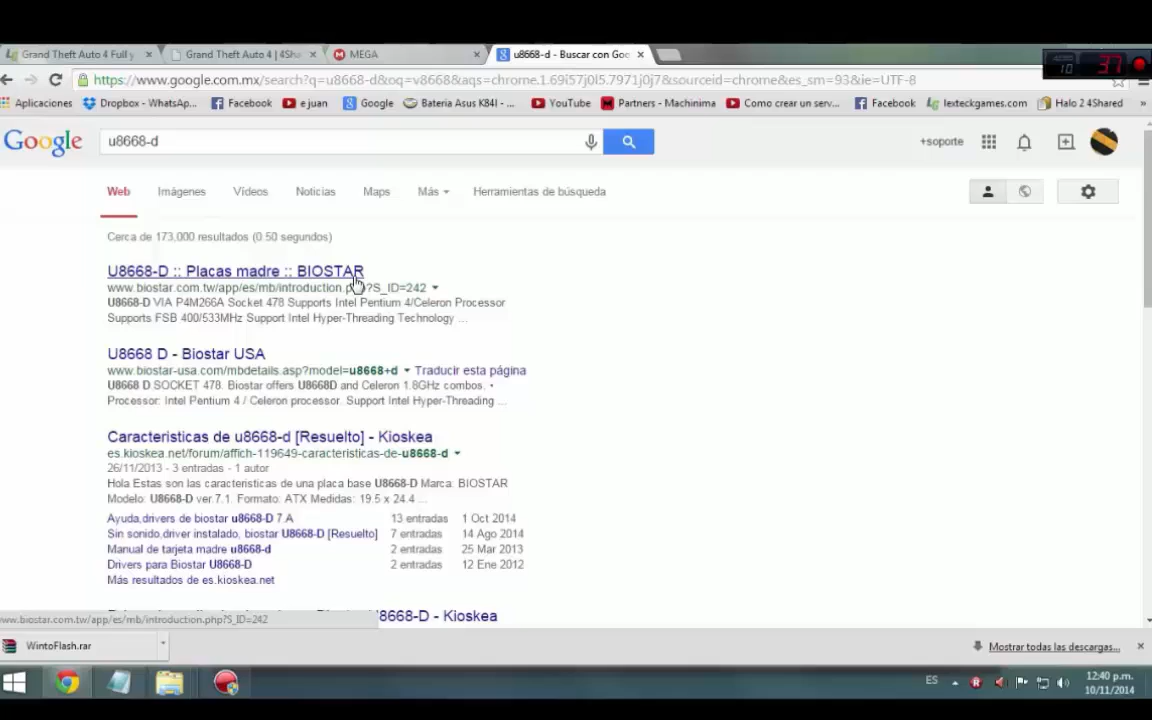 Grand Theft Auto 4 Full y
Grand Theft Auto 4 | 4Sha
MEGA
u8668-d - Buscar con Goo
10 37
https://www.google.com.mx/search?q=u8668-d&oq=v8668&aqs=chrome.1.69i57j0l5.7971j0j7&sourceid=chrome&es_sm=93&ie=UTF-8
Aplicaciones Dropbox - WhatsAp... Facebook e juan Google Bateria Asus K84I - ... YouTube Partners - Machinima Como crear un serv... Facebook lexteckgames.com Halo 2 4Shared »
Google u8668-d +soporte
Web Imágenes Vídeos Noticias Maps Más Herramientas de búsqueda
Cerca de 173,000 resultados (0.50 segundos)
U8668-D :: Placas madre :: BIOSTAR
www.biostar.com.tw/app/es/mb/introduction.php?S_ID=242
U8668-D VIA P4M266A Socket 478 Supports Intel Pentium 4/Celeron Processor
Supports FSB 400/533MHz Support Intel Hyper-Threading Technology ...
U8668 D - Biostar USA
www.biostar-usa.com/mbdetails.asp?model=u8668+d Traducir esta página
U8668 D SOCKET 478. Biostar offers U8668D and Celeron 1.8GHz combos. •
Processor: Intel Pentium 4 / Celeron processor. Support Intel Hyper-Threading ...
Caracteristicas de u8668-d [Resuelto] - Kioskea
es.kioskea.net/forum/affich-119649-caracteristicas-de-u8668-d
26/11/2013 - 3 entradas - 1 autor
Hola Estas son las caracteristicas de una placa base U8668-D Marca: BIOSTAR
Modelo: U8668-D ver.7.1. Formato: ATX Medidas: 19.5 x 24.4 ...
Ayuda,drivers de biostar u8668-D 7.A 13 entradas 1 Oct 2014
Sin sonido,driver instalado, biostar U8668-D [Resuelto] 7 entradas 14 Ago 2014
Manual de tarjeta madre u8668-d 2 entradas 25 Mar 2013
Drivers para Biostar U8668-D 2 entradas 12 Ene 2012
Más resultados de es.kioskea.net
U8668-D - Kioskea
www.biostar.com.tw/app/es/mb/introduction.php?S_ID=242
WintoFlash.rar
Mostrar todas las descargas...
ES
12:40 p.m.
10/11/2014